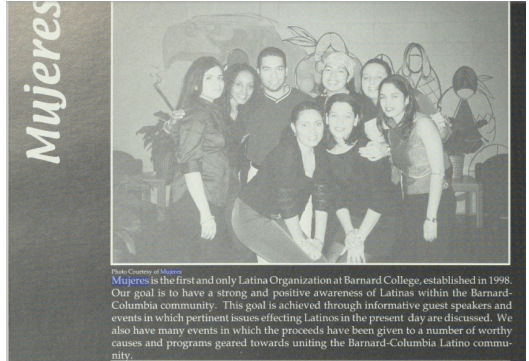 Mujeres
Photo Courtesy of Mujeres
Mujeres is the first and only Latina Organization at Barnard College, established in 1998.
Our goal is to have a strong and positive awareness of Latinas within the Barnard-
Columbia community. This goal is achieved through informative guest speakers and
events in which pertinent issues effecting Latinos in the present day are discussed. We
also have many events in which the proceeds have been given to a number of worthy
causes and programs geared towards uniting the Barnard-Columbia Latino commu-
nity.